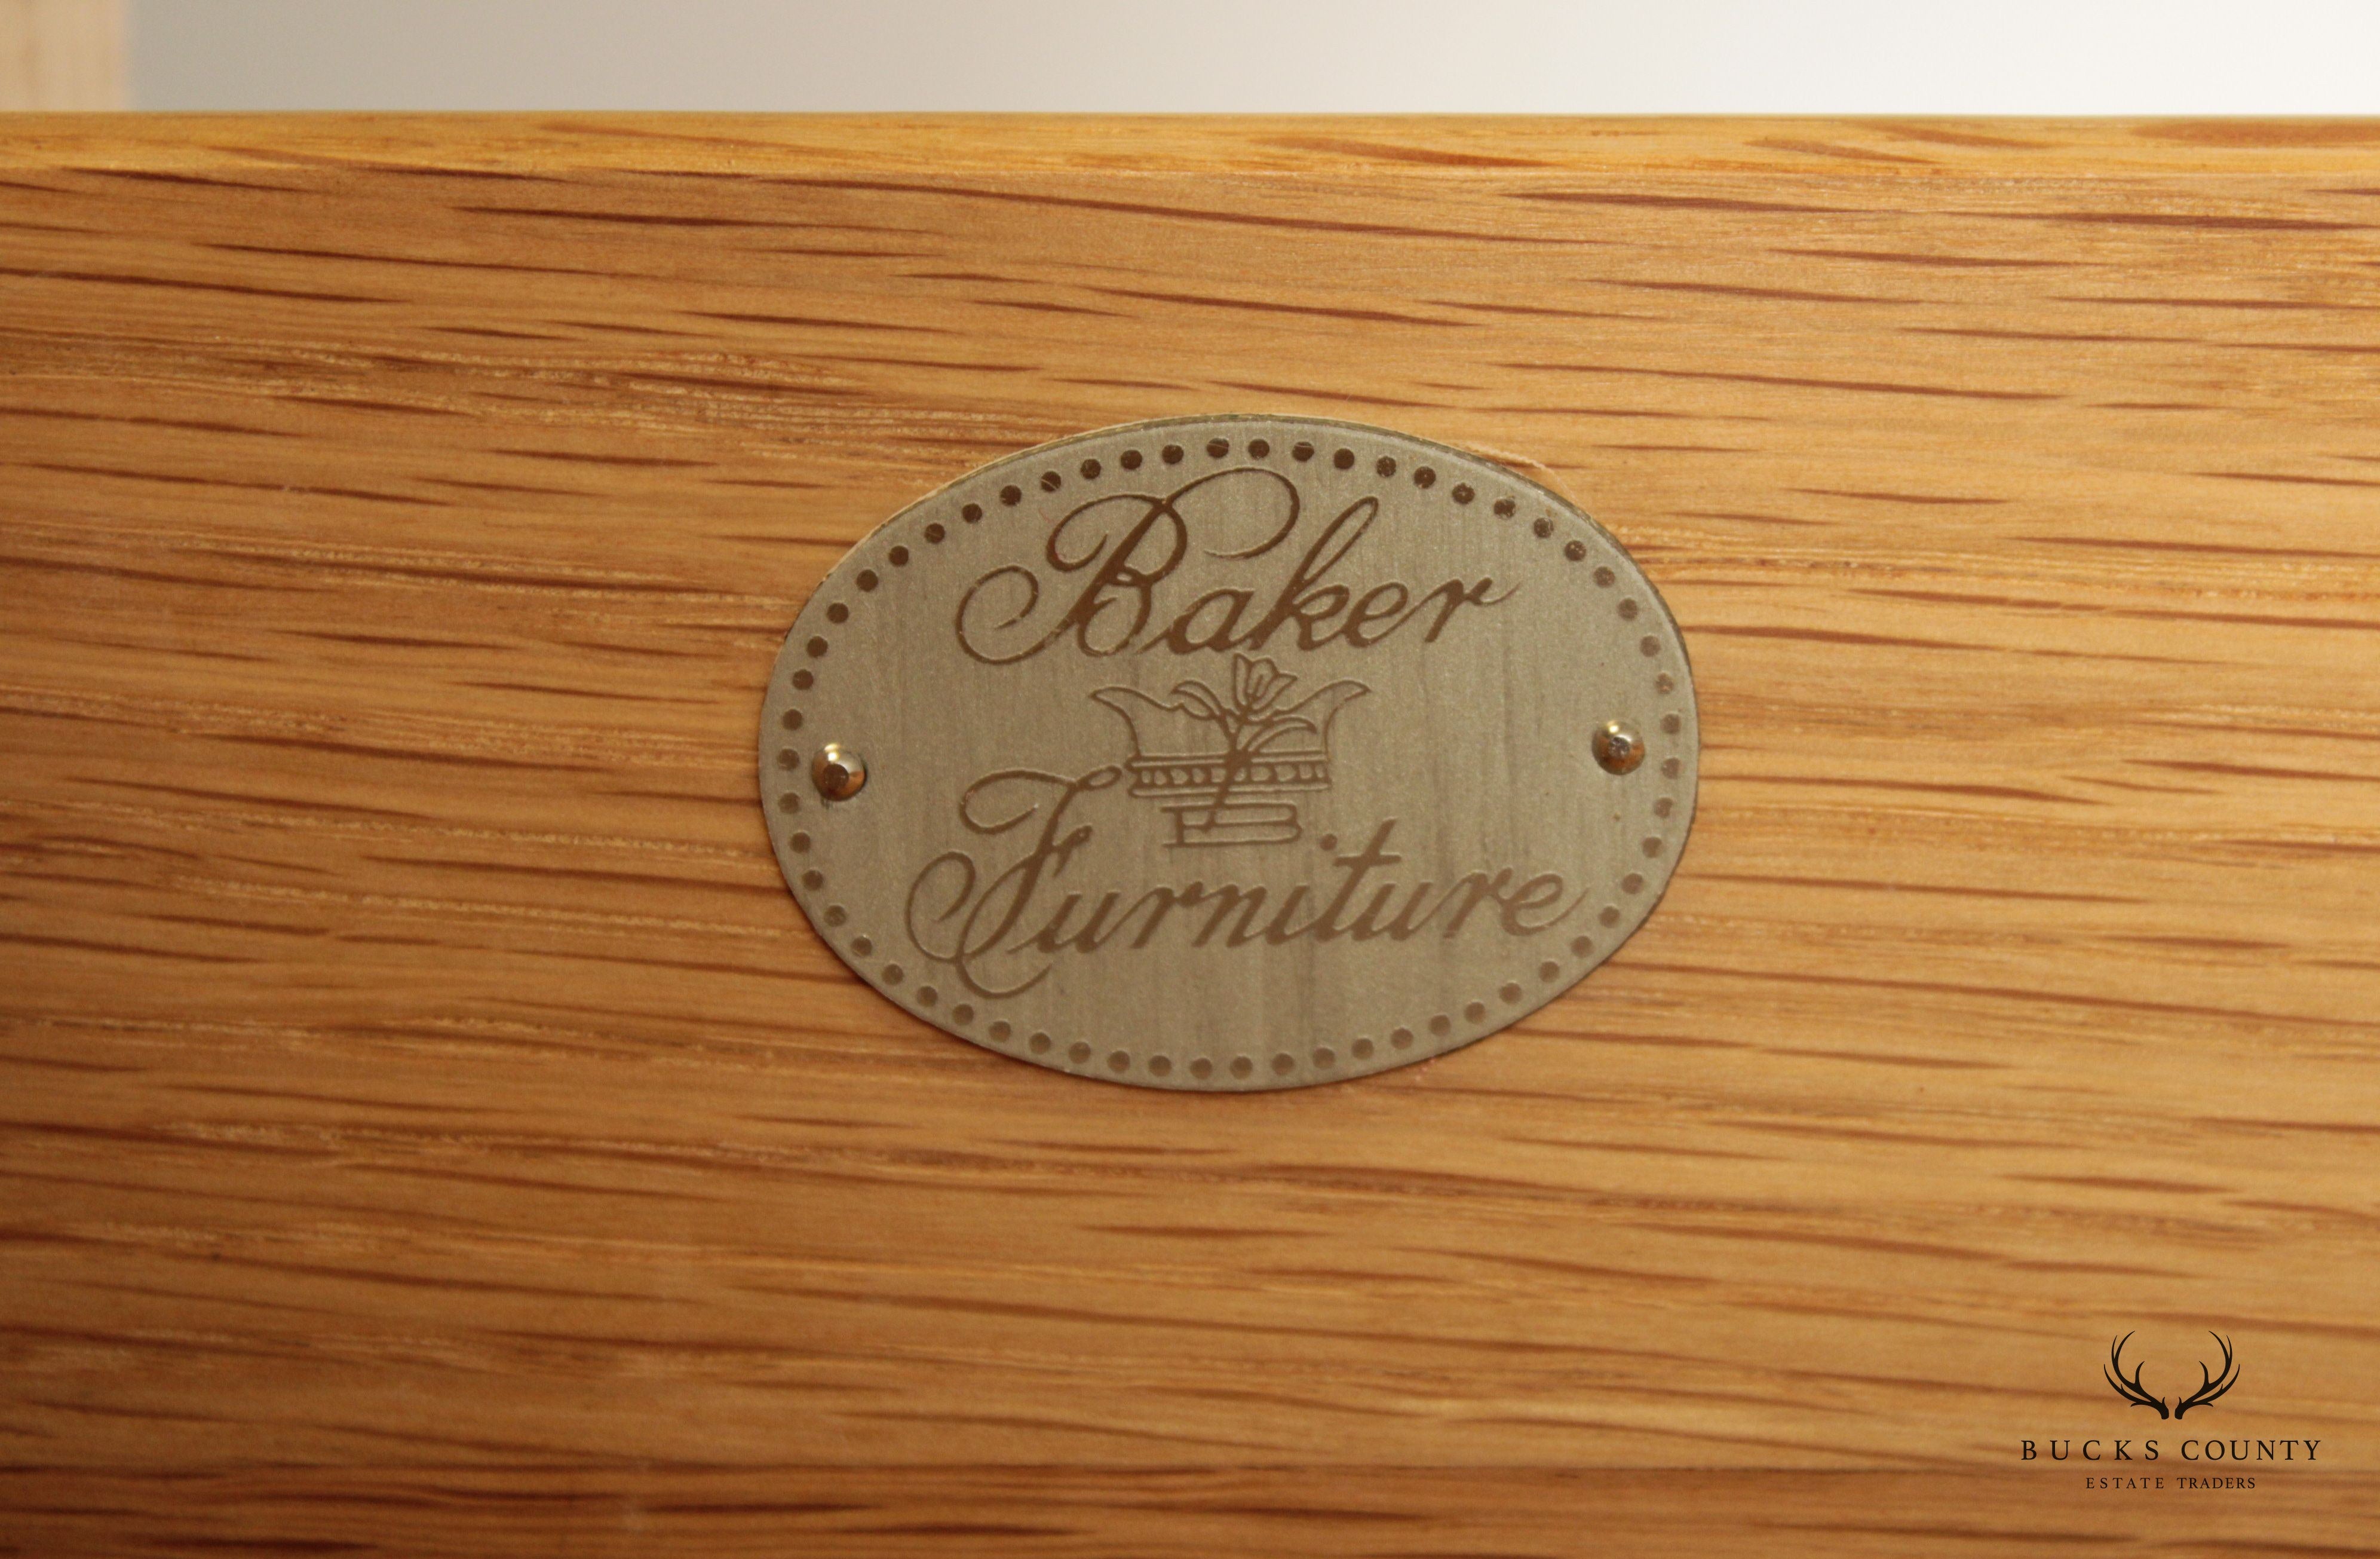 Baker
B
Furniture
BUCKS COUNTY
ESTATE TRADERS